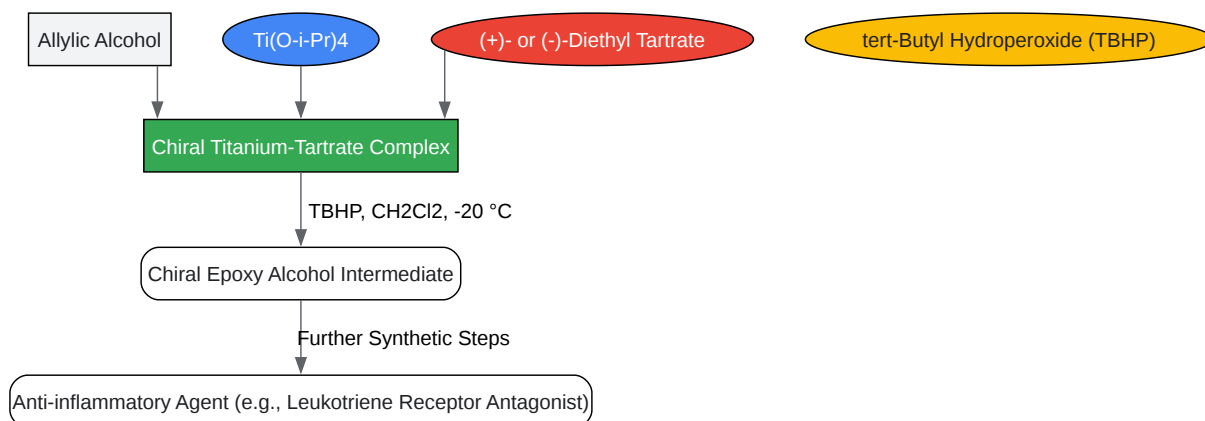 Allylic Alcohol
Ti(O-i-Pr)4
(+)- or (-)-Diethyl Tartrate
tert-Butyl Hydroperoxide (TBHP)
Chiral Titanium-Tartrate Complex
TBHP, CH2Cl2, -20 °C
Chiral Epoxy Alcohol Intermediate
Further Synthetic Steps
Anti-inflammatory Agent (e.g., Leukotriene Receptor Antagonist)